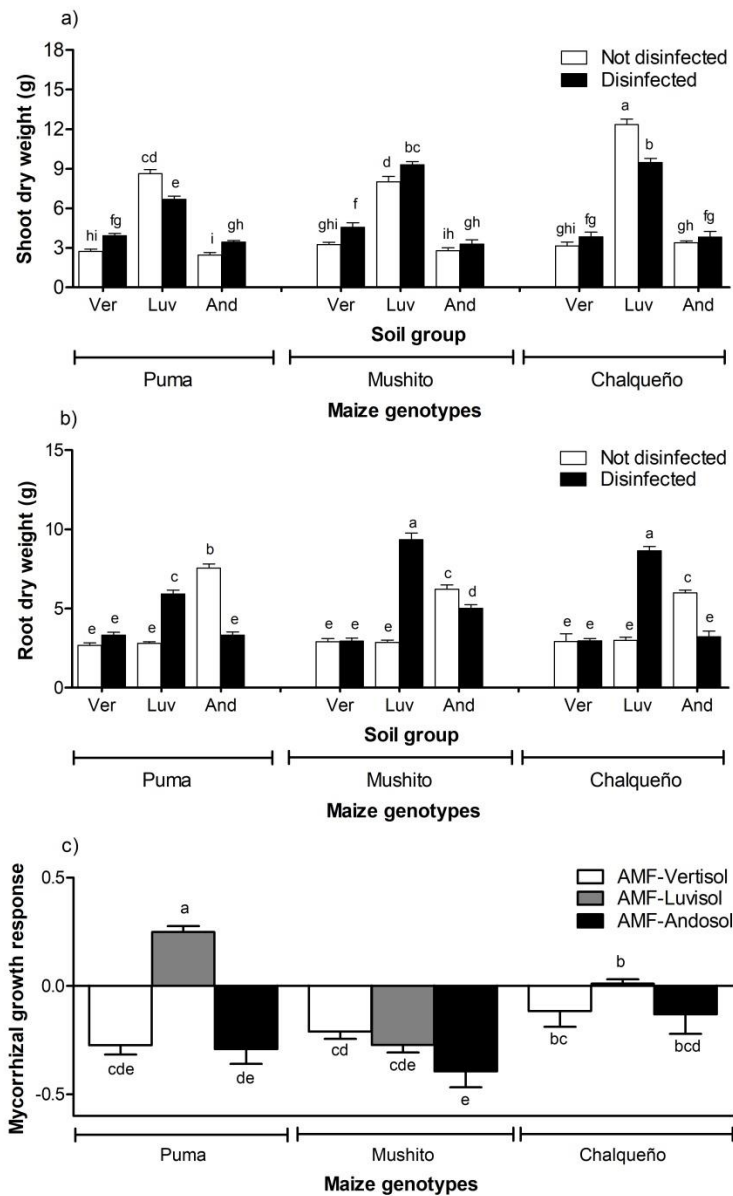 a)
Shoot dry weight (g)
18
15
12
9
6
3
0
Not disinfected
Disinfected
hi fg cd e i gh
ghi f d bc ih gh
ghi fg a b gh fg
Ver Luv And Ver Luv And Ver Luv And
Soil group
Puma Mushito Chalqueño
Maize genotypes
b)
Root dry weight (g)
15
10
5
0
Not disinfected
Disinfected
e e e c b e
e e e a c d
e e e a c e
Ver Luv And Ver Luv And Ver Luv And
Soil group
Puma Mushito Chalqueño
Maize genotypes
c)
Mycorrhizal growth response
0.5
0.0
-0.5
AMF-Vertisol
AMF-Luvisol
AMF-Andosol
cde a de cd cde e bc b bcd
Puma Mushito Chalqueño
Maize genotypes